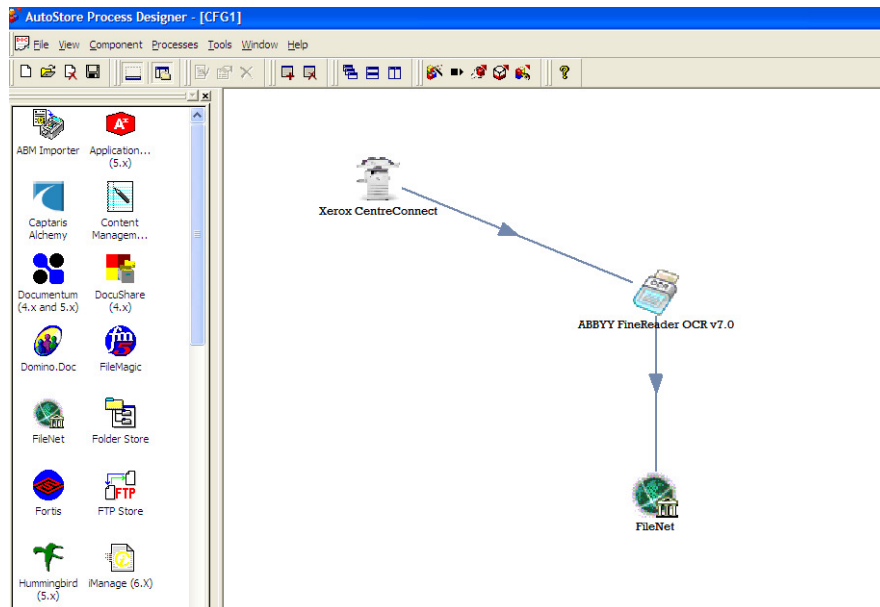 AutoStore Process Designer - [CFG1]
File View Component Processes Tools Window Help
ABM Importer
Application...
(5.x)
Captaris
Alchemy
Content
Managem...
Documentum
(4.x and 5.x)
DocuShare
(4.x)
Domino.Doc
FileMagic
FileNet
Folder Store
Fortis
FTP
FTP Store
Hummingbird
(5.x)
iManage (6.X)
Xerox CentreConnect
OCR
ABBYY FineReader OCR v7.0
FileNet